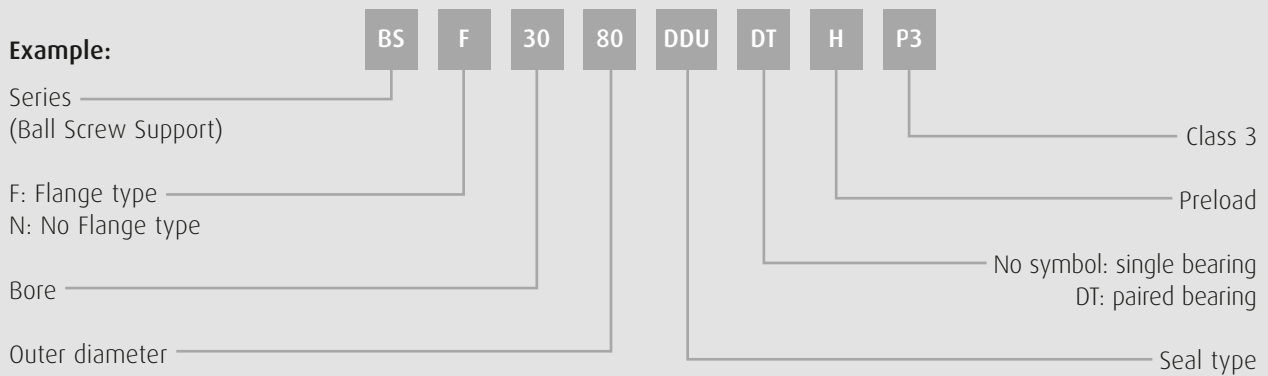 BS F 30 80 DDU DT H P3
Example:
Series
(Ball Screw Support)
Class 3
F: Flange type
N: No Flange type
Preload
No symbol: single bearing
DT: paired bearing
Bore
Outer diameter
Seal type